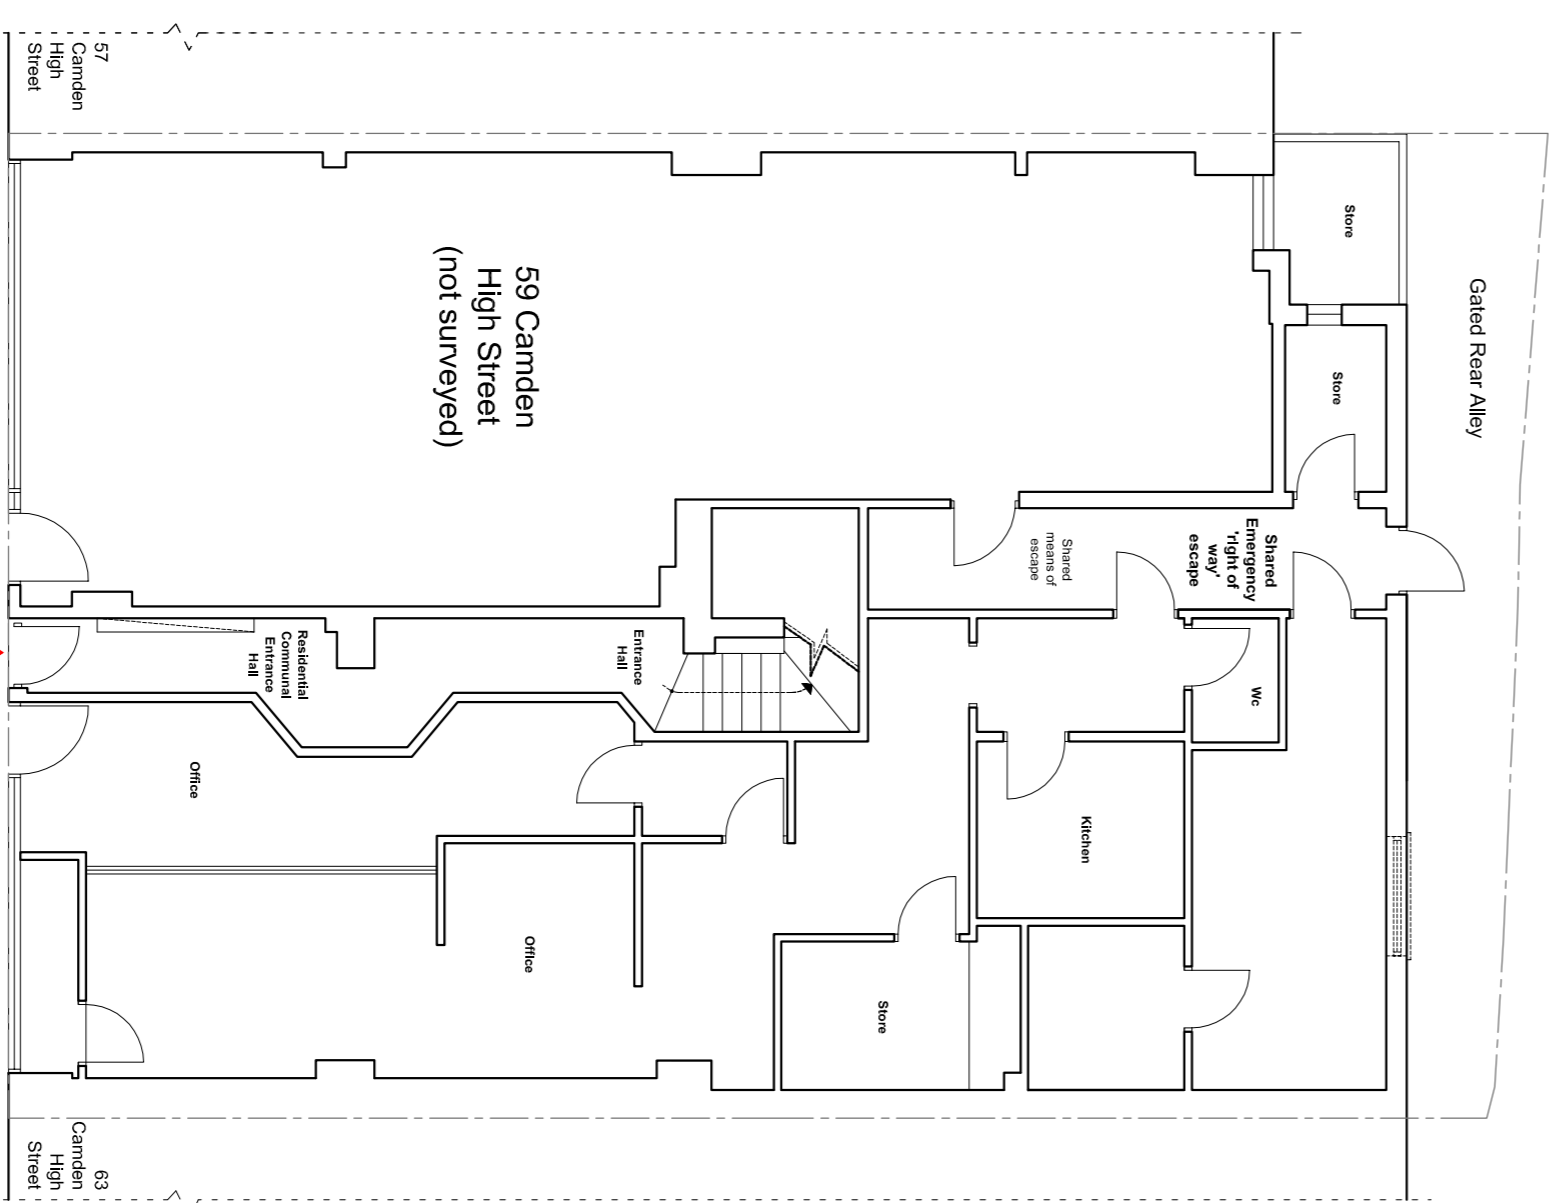 57
Camden
High
Street
59 Camden
High Street
(not surveyed)
Store
Gated Rear Alley
Store
Shared
Emergency
'right of
way'
escape
Shared
means of
escape
Residential
Communal
Entrance
Hall
Entrance
Hall
Wc
Office
Kitchen
Office
Store
63
Camden
High
Street